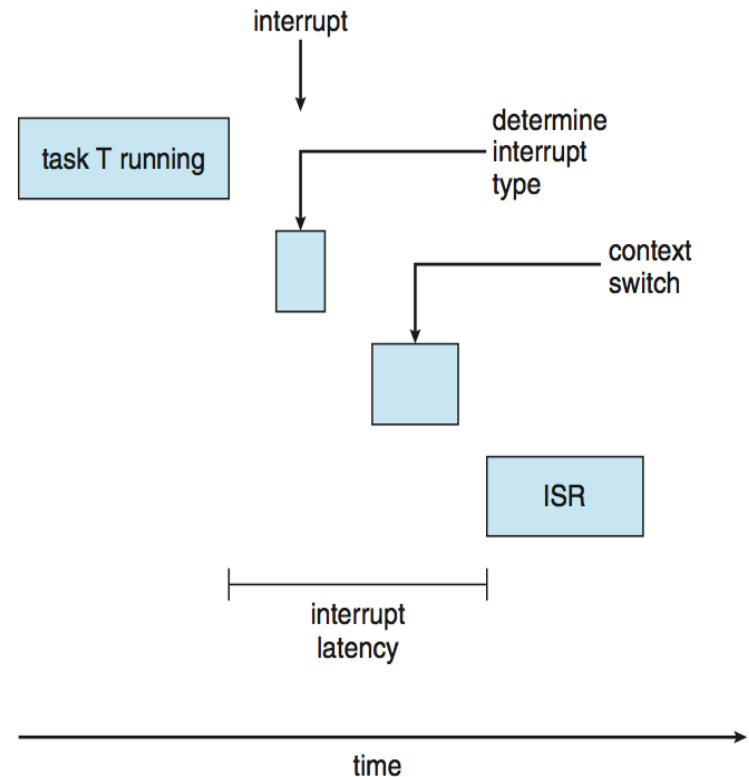 interrupt
task T running
determine
interrupt
type
context
switch
ISR
interrupt
latency
time